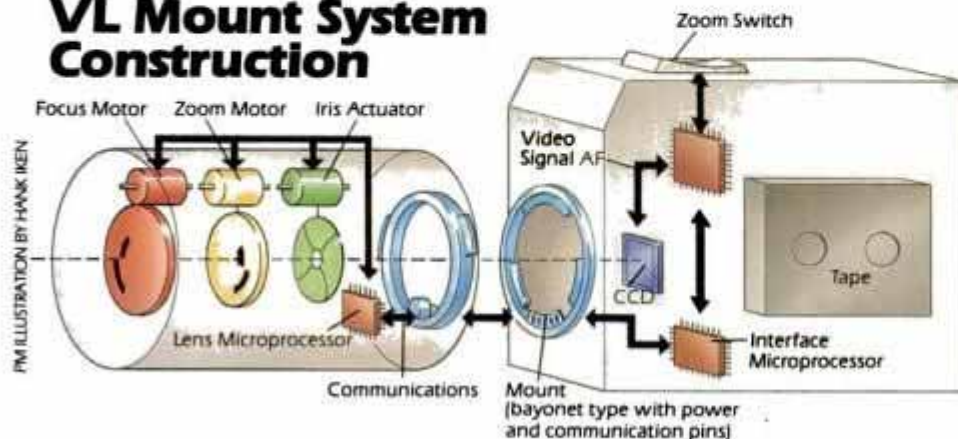 VL Mount System
Construction
Zoom Switch
Focus Motor
Zoom Motor
Iris Actuator
Video
Signal AF
PM ILLUSTRATION BY HANK IKEN
CCD
Tape
Lens Microprocessor
Interface
Microprocessor
Communications
Mount
(bayonet type with power
and communication pins)